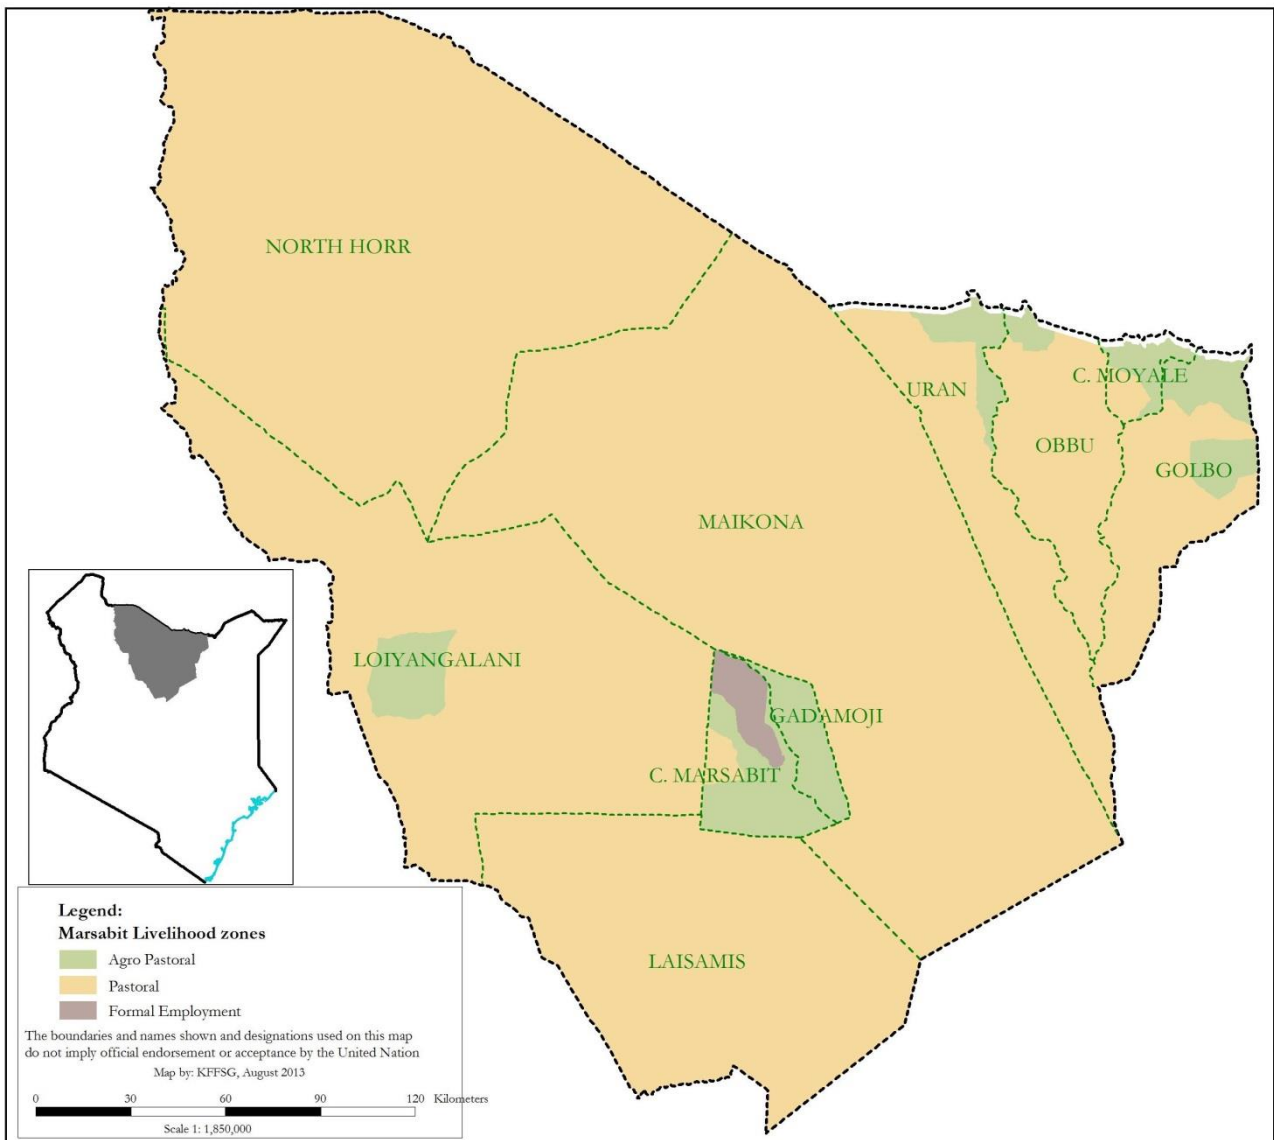 NORTH HORR
URAN
C. MOYALE
OBBU
GOLBO
MAIKONA
LOIYANGALANI
GADAMOJI
C. MARSABIT
LAISAMIS
Legend:
Marsabit Livelihood zones
Agro Pastoral
Pastoral
Formal Employment
The boundaries and names shown and designations used on this map
do not imply official endorsement or acceptance by the United Nation
Map by: KFFSG, August 2013
0 30 60 90 120 Kilometers
Scale 1: 1,850,000